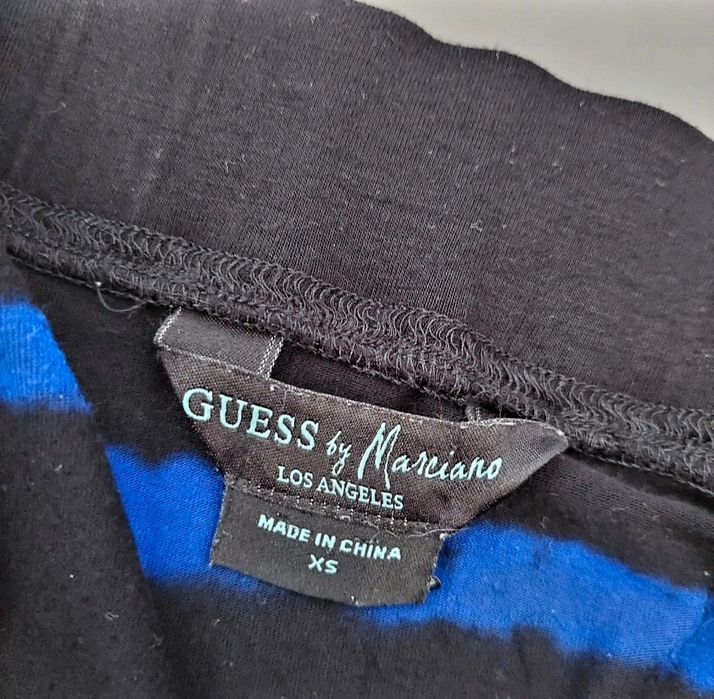 GUESS by Marciano
LOS ANGELES
MADE IN CHINA
XS